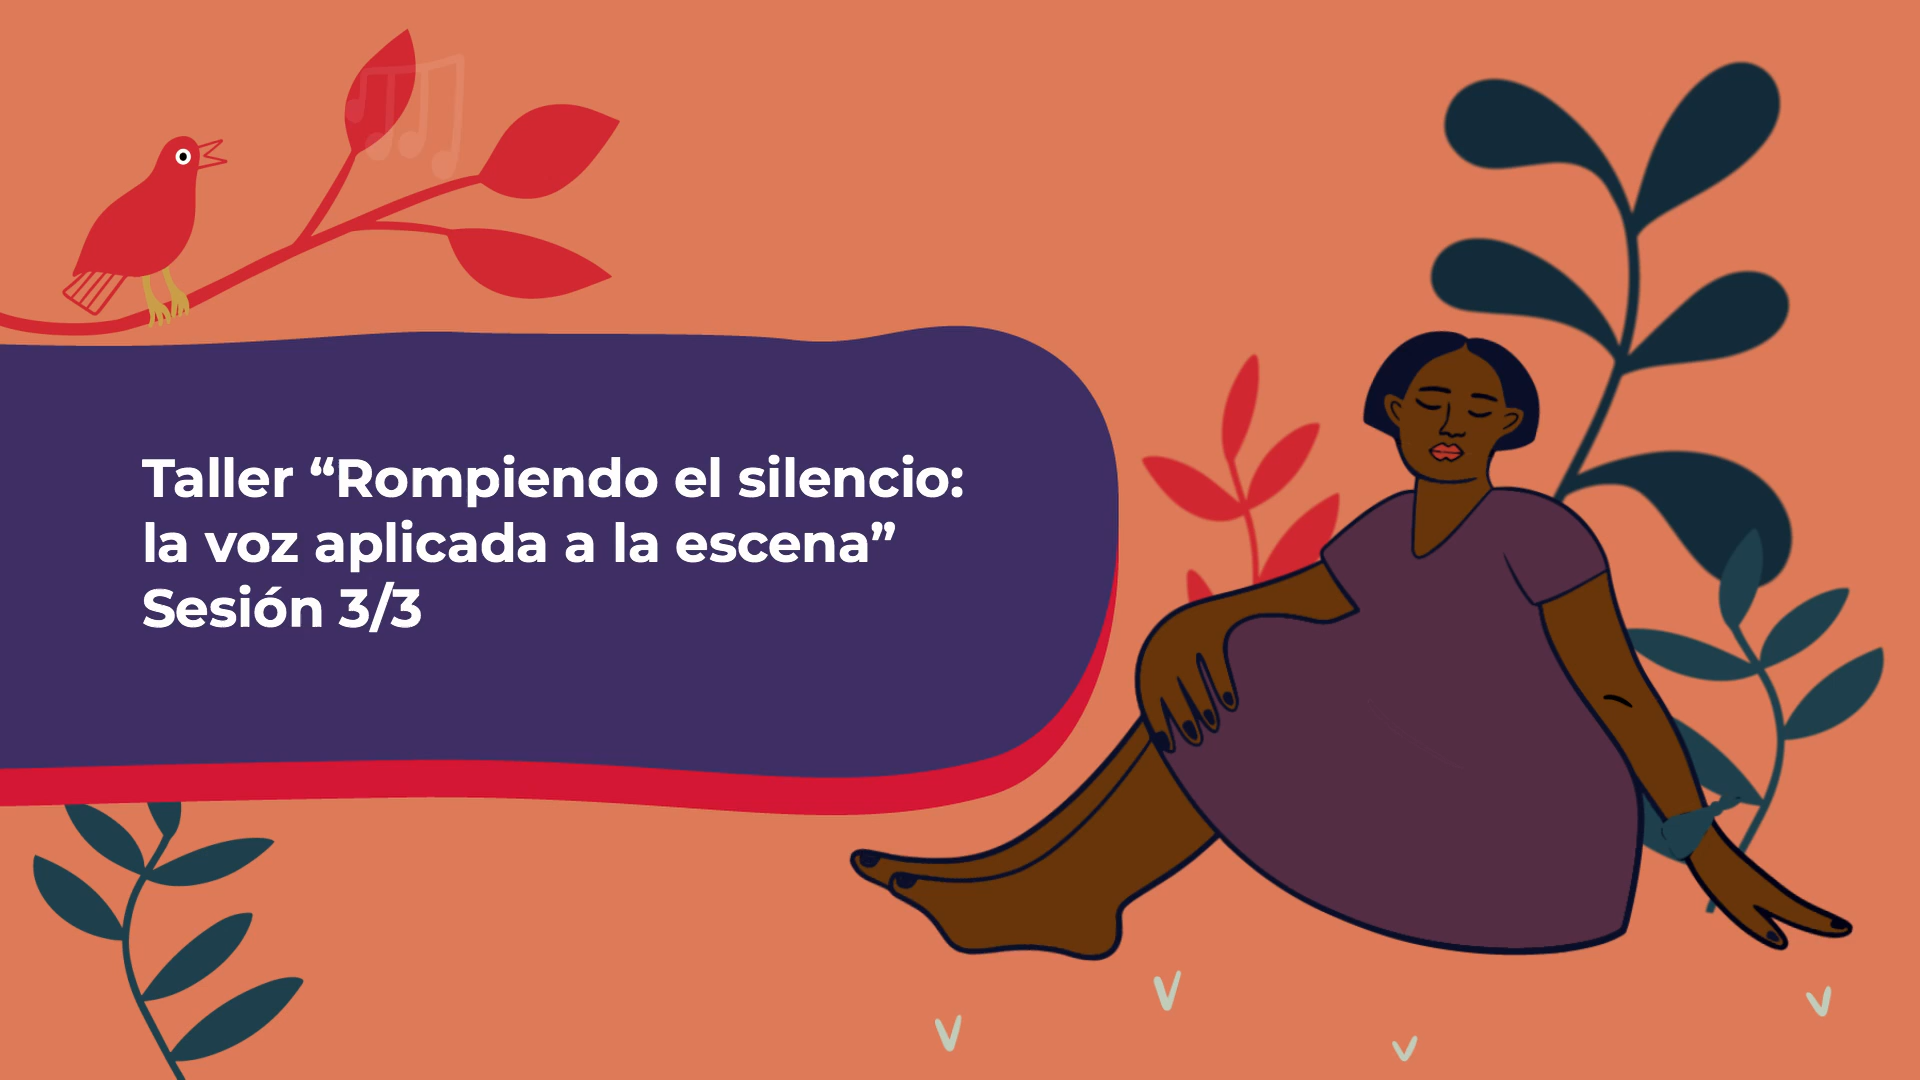 Taller “Rompiendo el silencio:
la voz aplicada a la escena”
Sesión 3/3